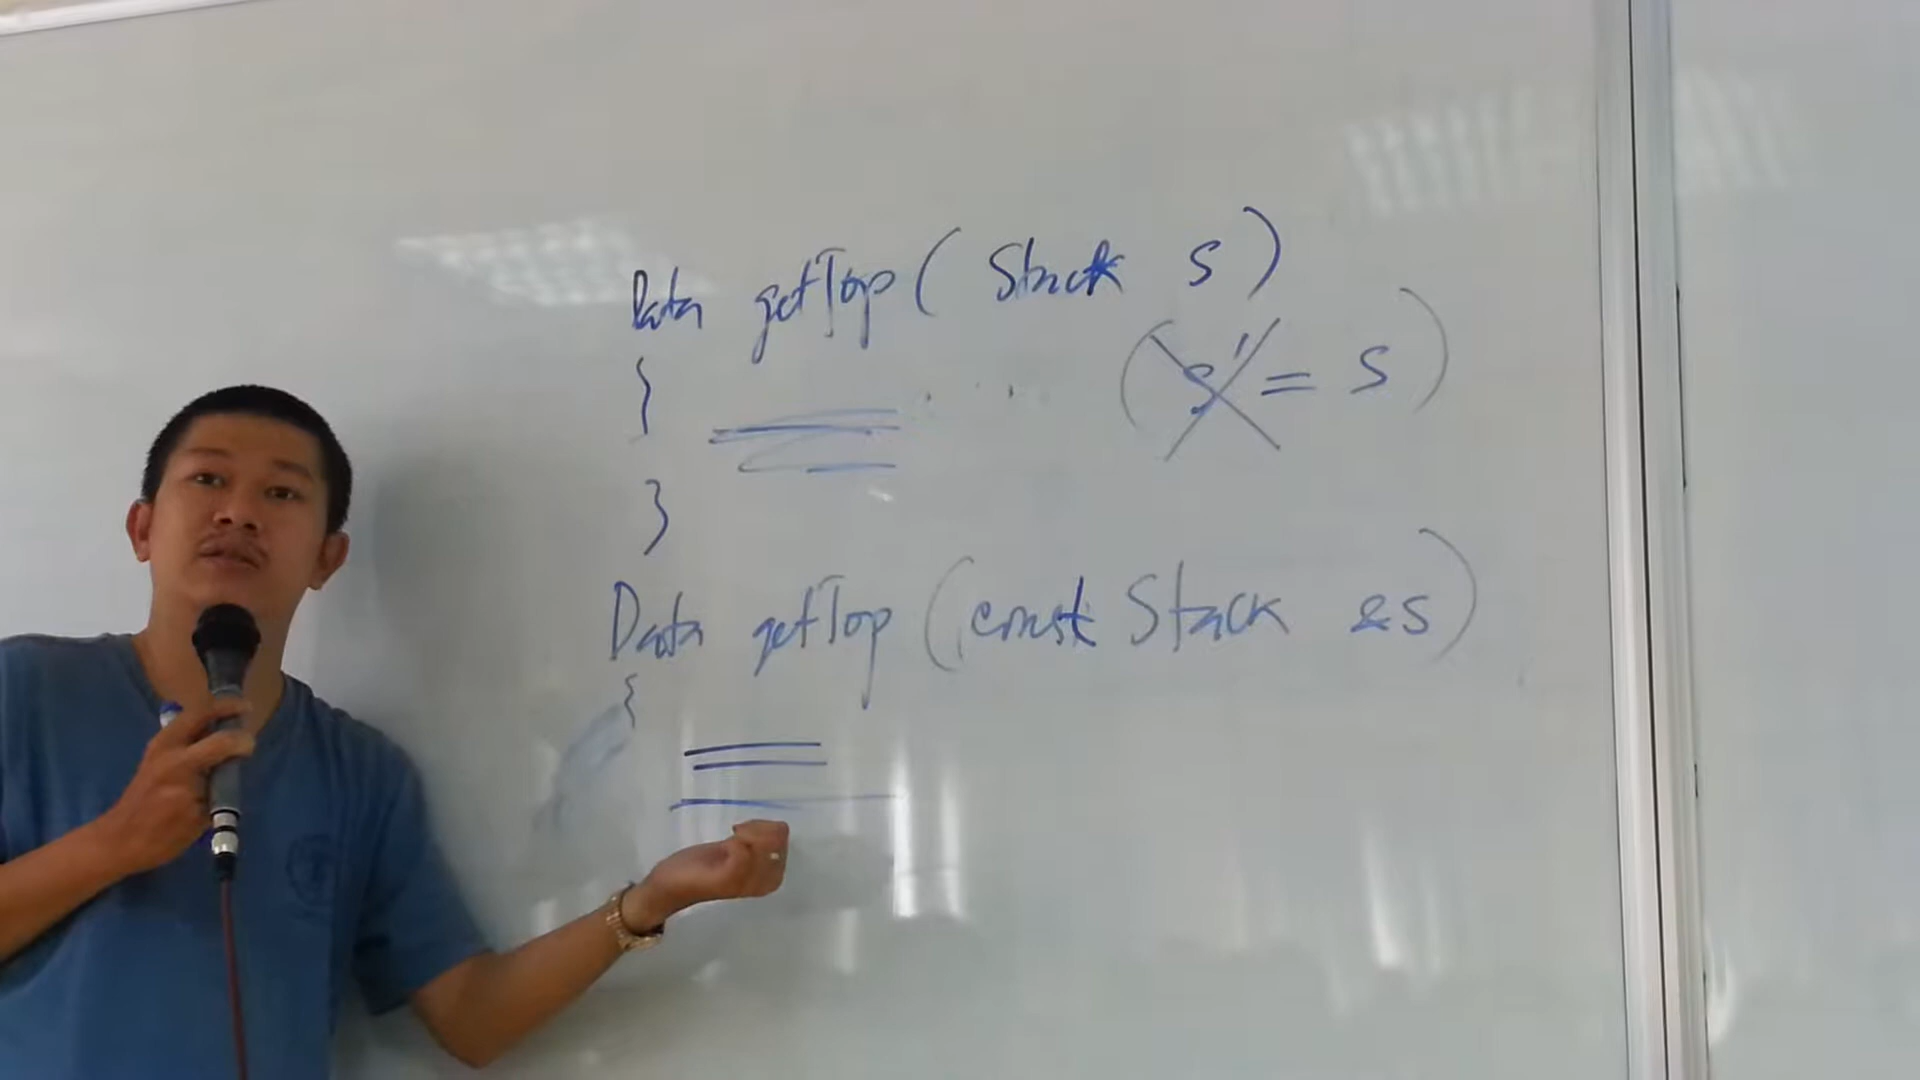 Data getTop( Stack s )
{
(s' = s)
}
Data getTop (const Stack &s)
{